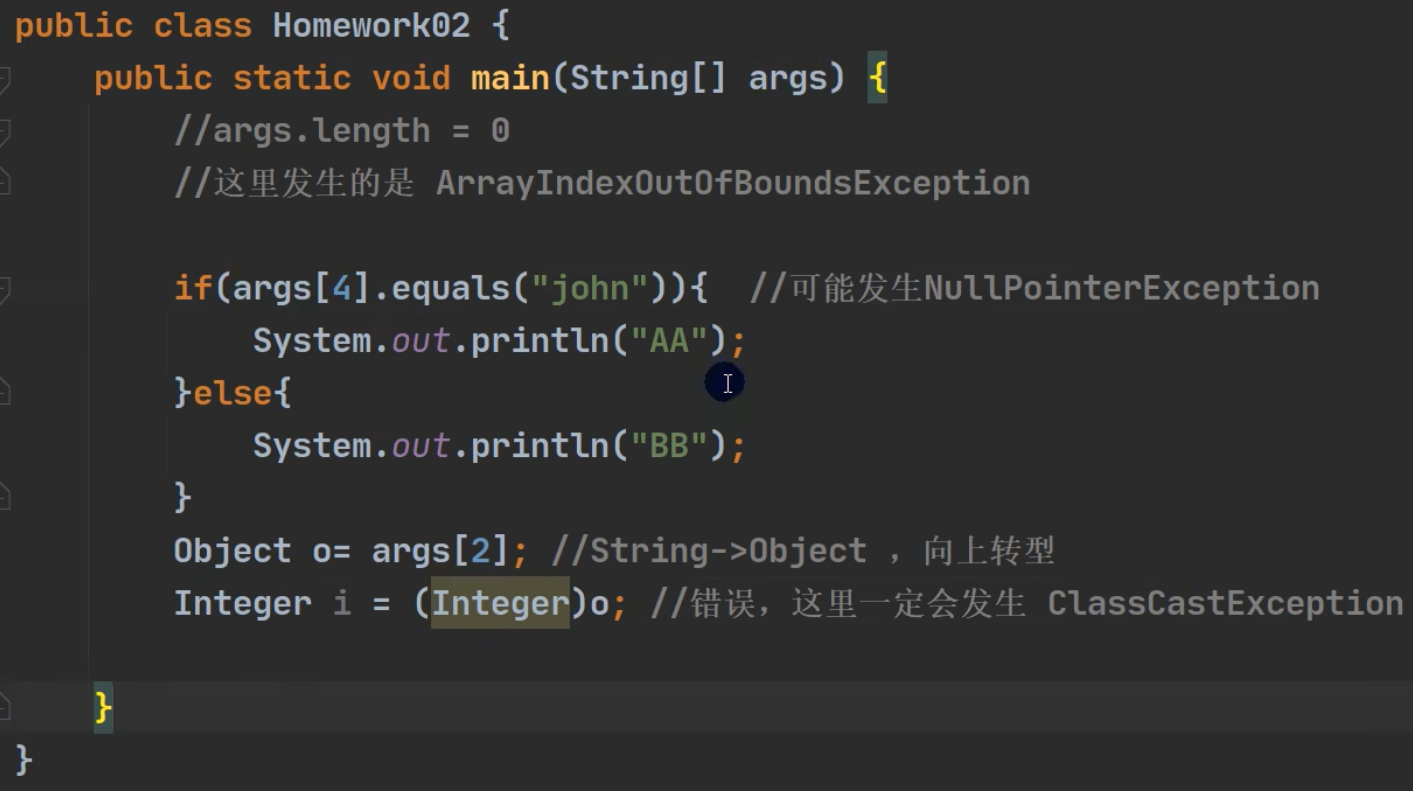 public class Homework02 {
public static void main(String[] args) {
//args.length = 0
//这里发生的是 ArrayIndexOutOfBoundsException
if(args[4].equals("john")){  //可能发生NullPointerException
System.out.println("AA");
}else{
System.out.println("BB");
}
Object o= args[2]; //String->Object ，向上转型
Integer i = (Integer)o; //错误，这里一定会发生 ClassCastException
}
}